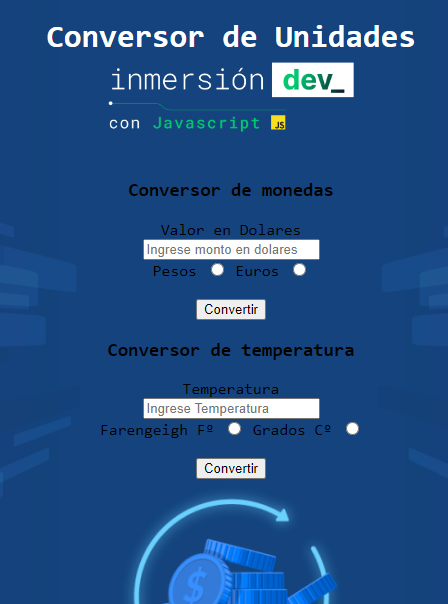 Conversor de Unidades
inmersión dev_
con Javascript JS
Conversor de monedas
Valor en Dolares
Ingrese monto en dolares
Pesos Euros
Convertir
Conversor de temperatura
Temperatura
Ingrese Temperatura
Farengeigh Fº Grados Cº
Convertir
$